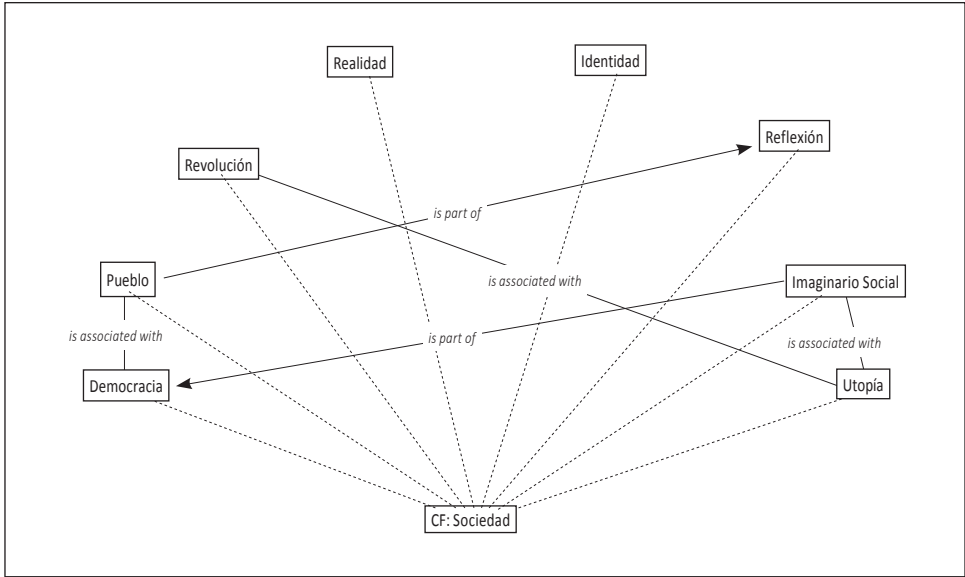 Realidad
Identidad
Reflexión
Revolución
is part of
Pueblo
is associated with
Imaginario Social
is associated with
is part of
is associated with
Democracia
Utopía
CF: Sociedad